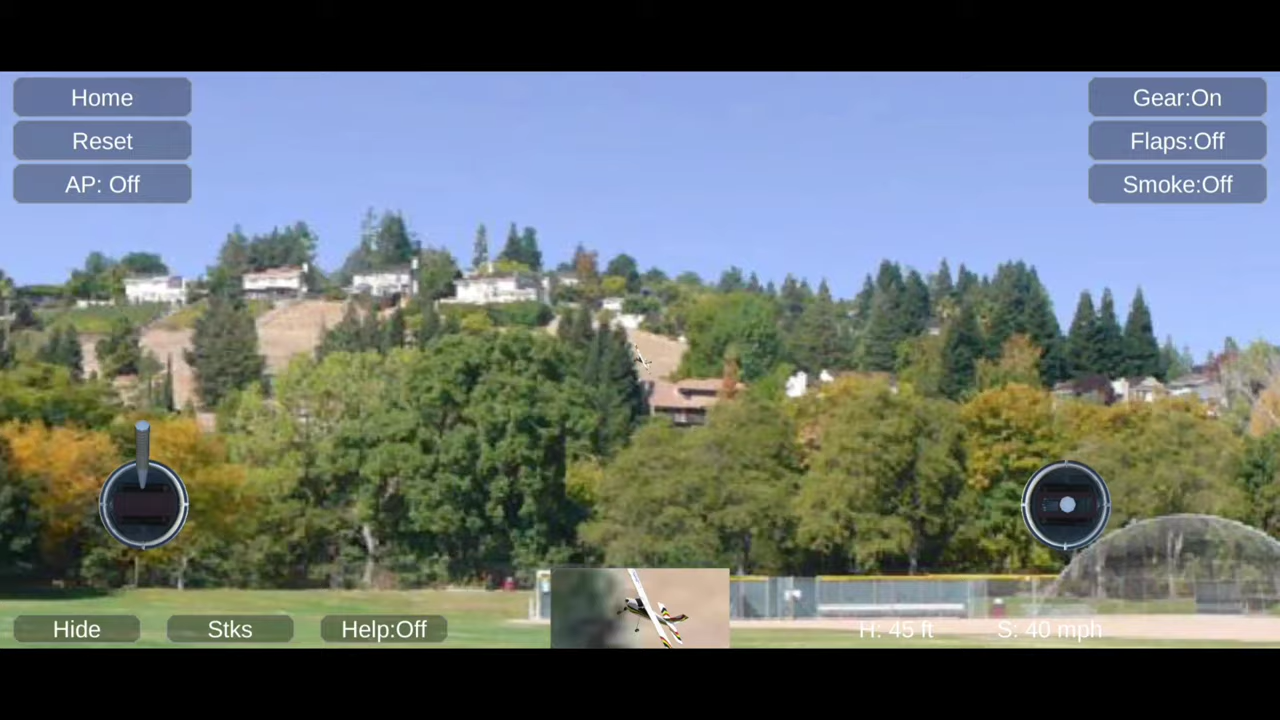 Home
Gear:On
Reset
Flaps:Off
AP: Off
Smoke:Off
Hide
Stks
Help:Off
H: 45 ft
S: 40 mph